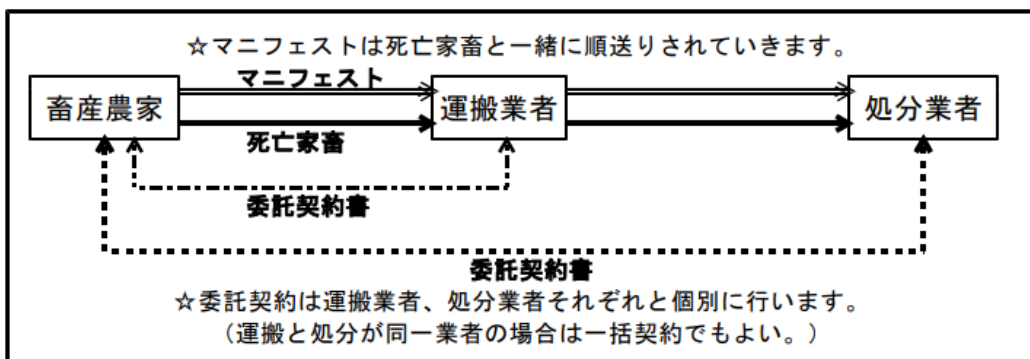 ☆マニフェストは死亡家畜と一緒に順送りされていきます。
マニフェスト
畜産農家
運搬業者
処分業者
死亡家畜
委託契約書
委託契約書
☆委託契約は運搬業者、処分業者それぞれと個別に行います。
（運搬と処分が同一業者の場合は一括契約でもよい。）